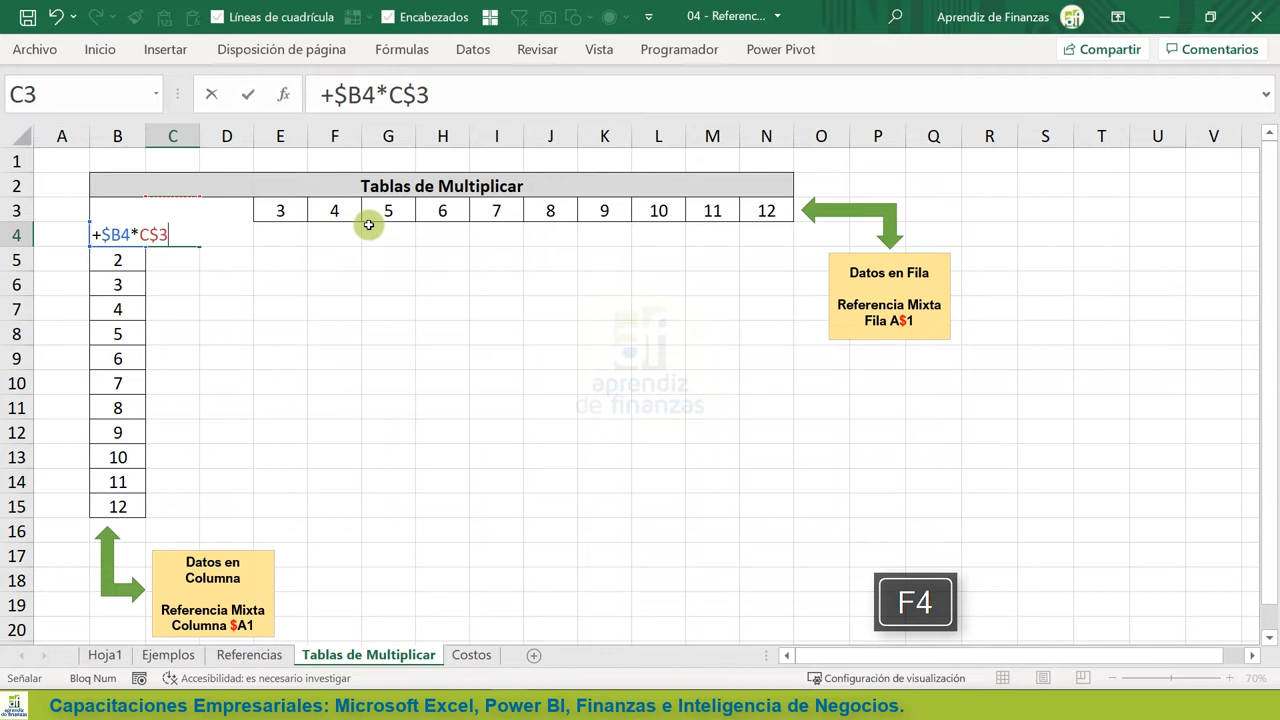 Líneas de cuadrícula Encabezados 04 - Referenc... Aprendiz de Finanzas
Archivo Inicio Insertar Disposición de página Fórmulas Datos Revisar Vista Programador Power Pivot Compartir Comentarios
C3 fx +$B4*C$3
A B C D E F G H I J K L M N O P Q R S T U V
1
2 Tablas de Multiplicar
3 3 4 5 6 7 8 9 10 11 12
4 +$B4*C$3
5 2
6 3
7 4
8 5
9 6
10 7
11 8
12 9
13 10
14 11
15 12
16
17
18
19
20
Datos en Fila
Referencia Mixta
Fila A$1
aprendiz
de finanzas
Datos en
Columna
Referencia Mixta
Columna $A1
F4
Hoja1 Ejemplos Referencias Tablas de Multiplicar Costos
Señalar Bloq Num Accesibilidad: es necesario investigar Configuración de visualización 70%
Capacitaciones Empresariales: Microsoft Excel, Power BI, Finanzas e Inteligencia de Negocios.